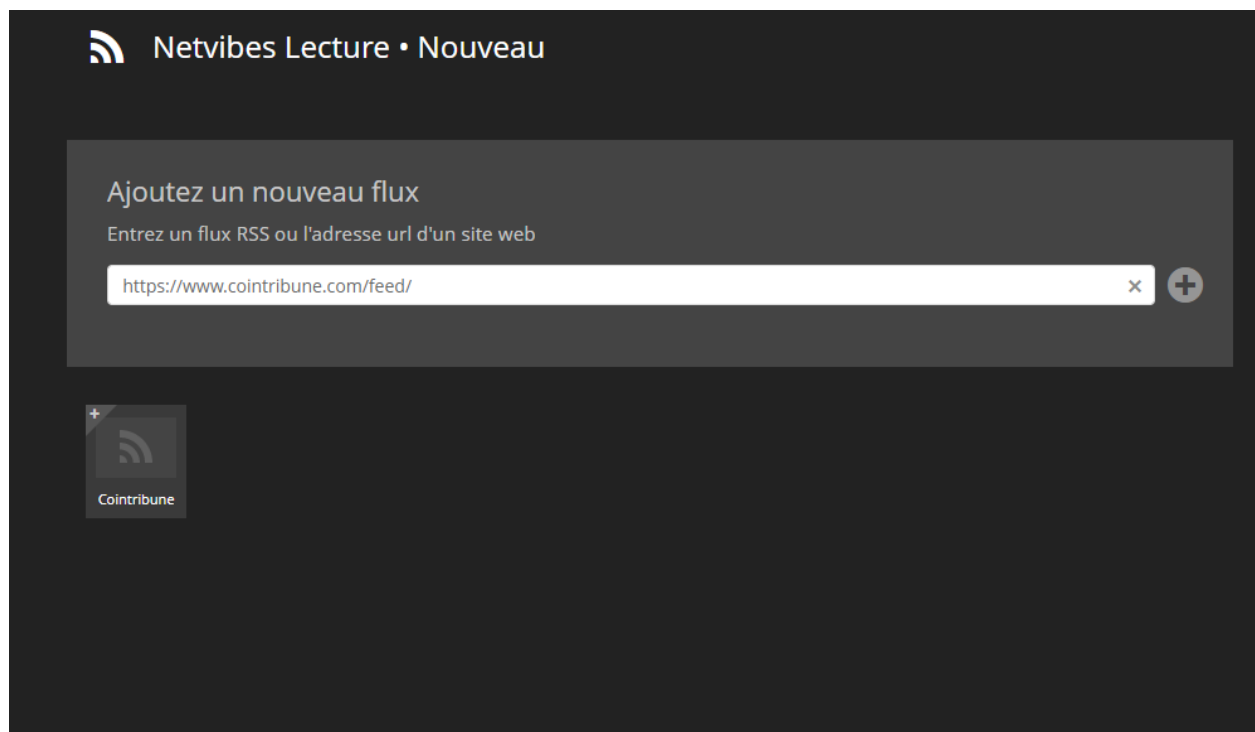 Netvibes Lecture • Nouveau
Ajoutez un nouveau flux
Entrez un flux RSS ou l'adresse url d'un site web
https://www.cointribune.com/feed/
Cointribune